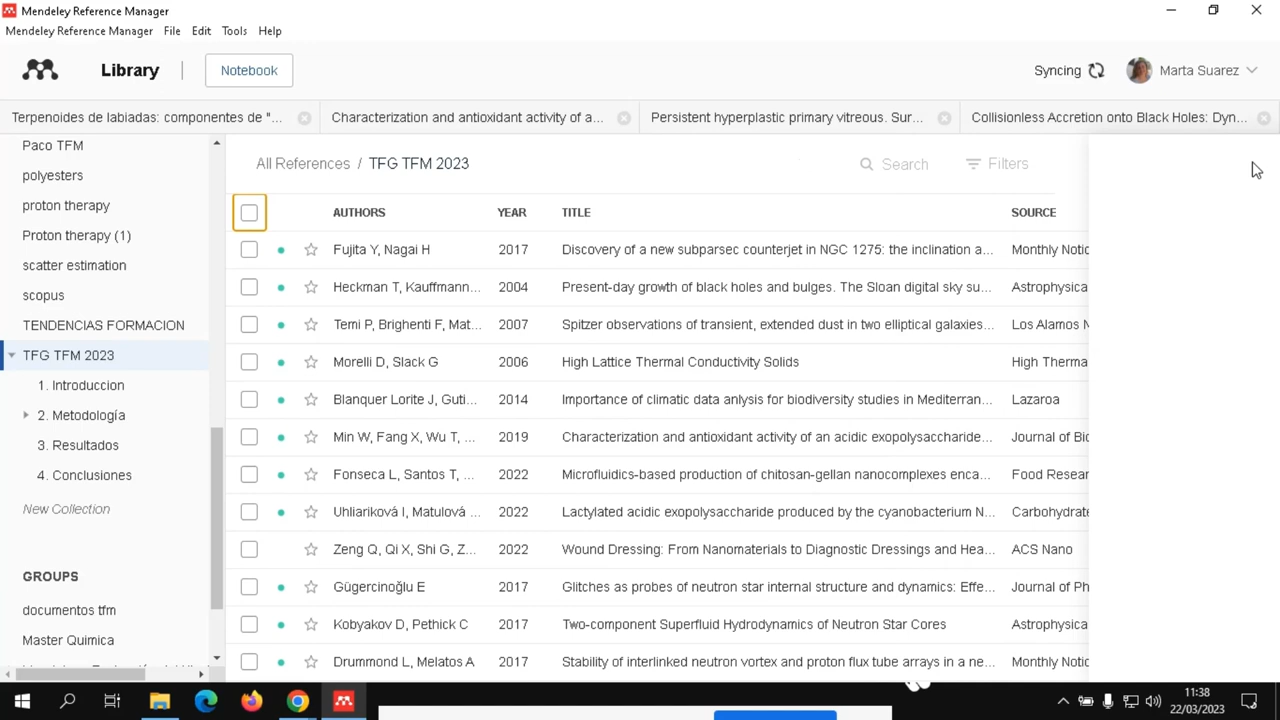 Mendeley Reference Manager
Mendeley Reference Manager File Edit Tools Help
Library Notebook Syncing Marta Suarez
Terpenoides de labiadas: componentes de "... Characterization and antioxidant activity of a... Persistent hyperplastic primary vitreous. Sur... Collisionless Accretion onto Black Holes: Dyn...
Paco TFM
polyesters
proton therapy
Proton therapy (1)
scatter estimation
scopus
TENDENCIAS FORMACION
TFG TFM 2023
1. Introduccion
2. Metodología
3. Resultados
4. Conclusiones
New Collection
GROUPS
documentos tfm
Master Quimica
All References / TFG TFM 2023 Search Filters
AUTHORS YEAR TITLE SOURCE
Fujita Y, Nagai H 2017 Discovery of a new subparsec counterjet in NGC 1275: the inclination a... Monthly Notic
Heckman T, Kauffmann... 2004 Present-day growth of black holes and bulges. The Sloan digital sky su... Astrophysica
Temi P, Brighenti F, Mat... 2007 Spitzer observations of transient, extended dust in two elliptical galaxies... Los Alamos N
Morelli D, Slack G 2006 High Lattice Thermal Conductivity Solids High Therma
Blanquer Lorite J, Guti... 2014 Importance of climatic data anlysis for biodiversity studies in Mediterran... Lazaroa
Min W, Fang X, Wu T, ... 2019 Characterization and antioxidant activity of an acidic exopolysaccharide... Journal of Bio
Fonseca L, Santos T, ... 2022 Microfluidics-based production of chitosan-gellan nanocomplexes enca... Food Resear
Uhliariková I, Matulová ... 2022 Lactylated acidic exopolysaccharide produced by the cyanobacterium N... Carbohydrate
Zeng Q, Qi X, Shi G, Z... 2022 Wound Dressing: From Nanomaterials to Diagnostic Dressings and Hea... ACS Nano
Gügercinoğlu E 2017 Glitches as probes of neutron star internal structure and dynamics: Effe... Journal of Ph
Kobyakov D, Pethick C 2017 Two-component Superfluid Hydrodynamics of Neutron Star Cores Astrophysica
Drummond L, Melatos A 2017 Stability of interlinked neutron vortex and proton flux tube arrays in a ne... Monthly Notic
11:38
22/03/2023